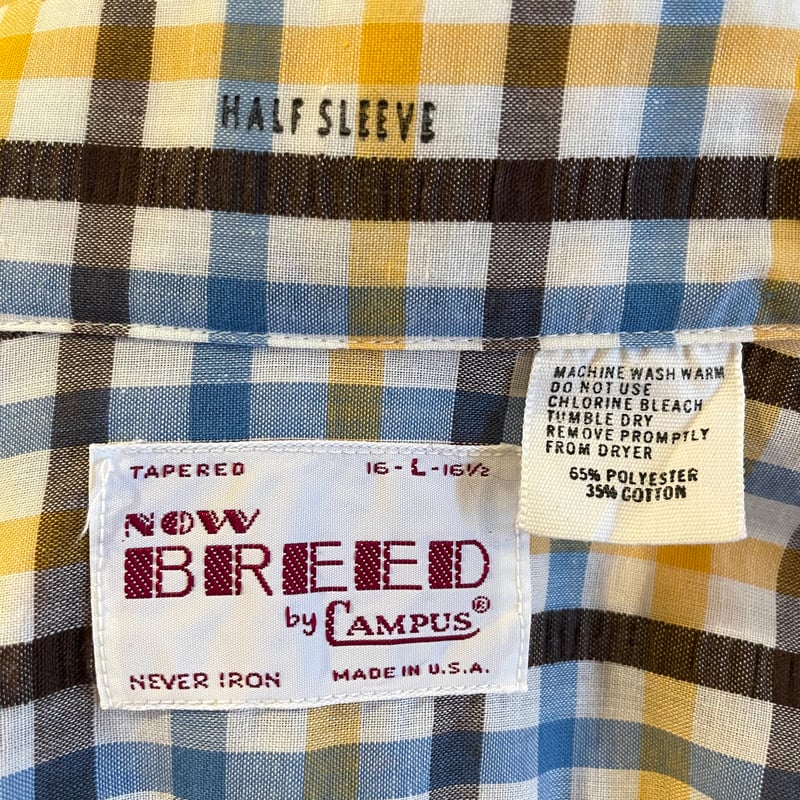 HALF SLEEVE
MACHINE WASH WARM
DO NOT USE
CHLORINE BLEACH
TUMBLE DRY
REMOVE PROMPTLY
FROM DRYER
65% POLYESTER
35% COTTON
TAPERED 16-L-16½
NOW
BREED
by CAMPUS®
NEVER IRON MADE IN U.S.A.